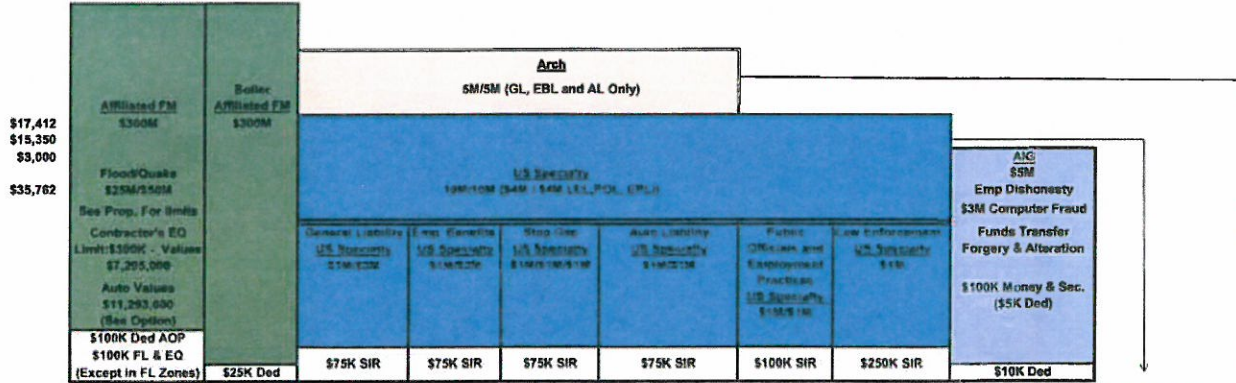 $17,412
$15,350
$3,000
$35,762
Affiliated FM
$300M
Flood/Quake
$25M/$50M
See Prop. For limits
Contractor's EQ
Limit:$300K - Values
$7,295,000
Auto Values
$11,293,600
(See Option)
$100K Ded AOP
$100K FL & EQ
(Except in FL Zones)
Boiler
Affiliated FM
$300M
$25K Ded
Arch
5M/5M (GL, EBL and AL Only)
US Specialty
General Liability
US Specialty
$75K SIR
Emp. Benefits
US Specialty
$75K SIR
Stop Gap
US Specialty
$75K SIR
Auto Liability
US Specialty
$75K SIR
Public
Officials and
Employment
Practices
US Specialty
$100K SIR
Law Enforcement
US Specialty
$250K SIR
AIG
$5M
Emp Dishonesty
$3M Computer Fraud
Funds Transfer
Forgery & Alteration
$100K Money & Sec.
($5K Ded)
$10K Ded